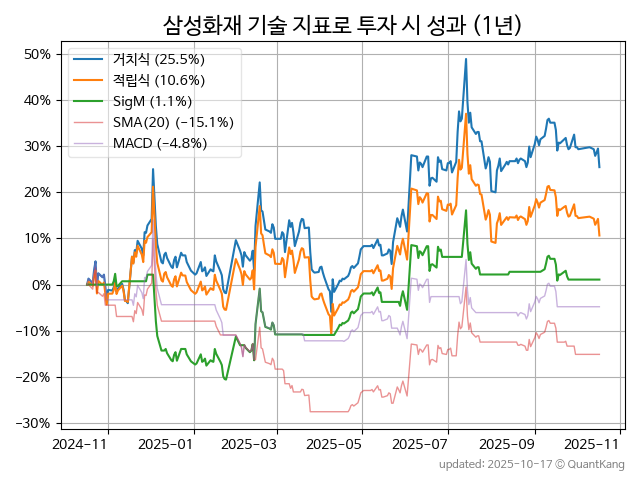 삼성화재 기술 지표로 투자 시 성과 (1년)
50%
40%
30%
20%
10%
0%
−10%
−20%
−30%
거치식 (25.5%)
적립식 (10.6%)
SigM (1.1%)
SMA(20) (−15.1%)
MACD (−4.8%)
2024-11 2025-01 2025-03 2025-05 2025-07 2025-09 2025-11
updated: 2025-10-17 © QuantKang